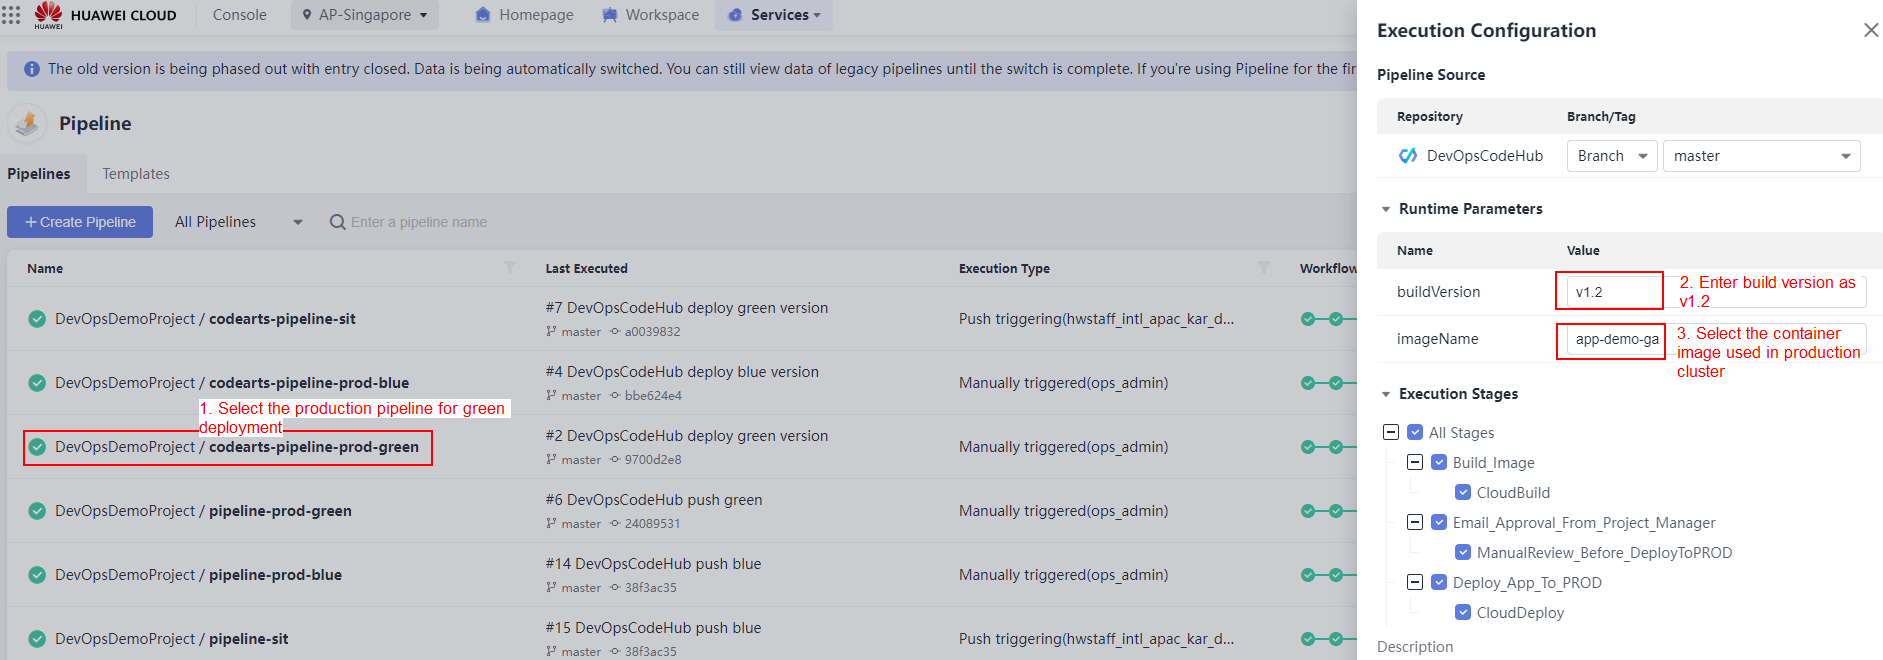 HUAWEI
HUAWEI CLOUD
Console
AP-Singapore
Homepage
Workspace
Services
The old version is being phased out with entry closed. Data is being automatically switched. You can still view data of legacy pipelines until the switch is complete. If you're using Pipeline for the fir
Pipeline
Pipelines
Templates
+ Create Pipeline
All Pipelines
Enter a pipeline name
Name
Last Executed
Execution Type
Workflow
DevOpsDemoProject / codearts-pipeline-sit
#7 DevOpsCodeHub deploy green version
master
a0039832
Push triggering(hwstaff_intl_apac_kar_d...
DevOpsDemoProject / codearts-pipeline-prod-blue
#4 DevOpsCodeHub deploy blue version
master
bbe624e4
Manually triggered(ops_admin)
1. Select the production pipeline for green
deployment
DevOpsDemoProject / codearts-pipeline-prod-green
#2 DevOpsCodeHub deploy green version
master
9700d2e8
Manually triggered(ops_admin)
DevOpsDemoProject / pipeline-prod-green
#6 DevOpsCodeHub push green
master
24089531
Manually triggered(ops_admin)
DevOpsDemoProject / pipeline-prod-blue
#14 DevOpsCodeHub push blue
master
38f3ac35
Manually triggered(ops_admin)
DevOpsDemoProject / pipeline-sit
#15 DevOpsCodeHub push blue
master
38f3ac35
Push triggering(hwstaff_intl_apac_kar_d...
Execution Configuration
Pipeline Source
Repository
Branch/Tag
DevOpsCodeHub
Branch
master
Runtime Parameters
Name
Value
buildVersion
v1.2
2. Enter build version as
v1.2
imageName
app-demo-ga
3. Select the container
image used in production
cluster
Execution Stages
All Stages
Build_Image
CloudBuild
Email_Approval_From_Project_Manager
ManualReview_Before_DeployToPROD
Deploy_App_To_PROD
CloudDeploy
Description